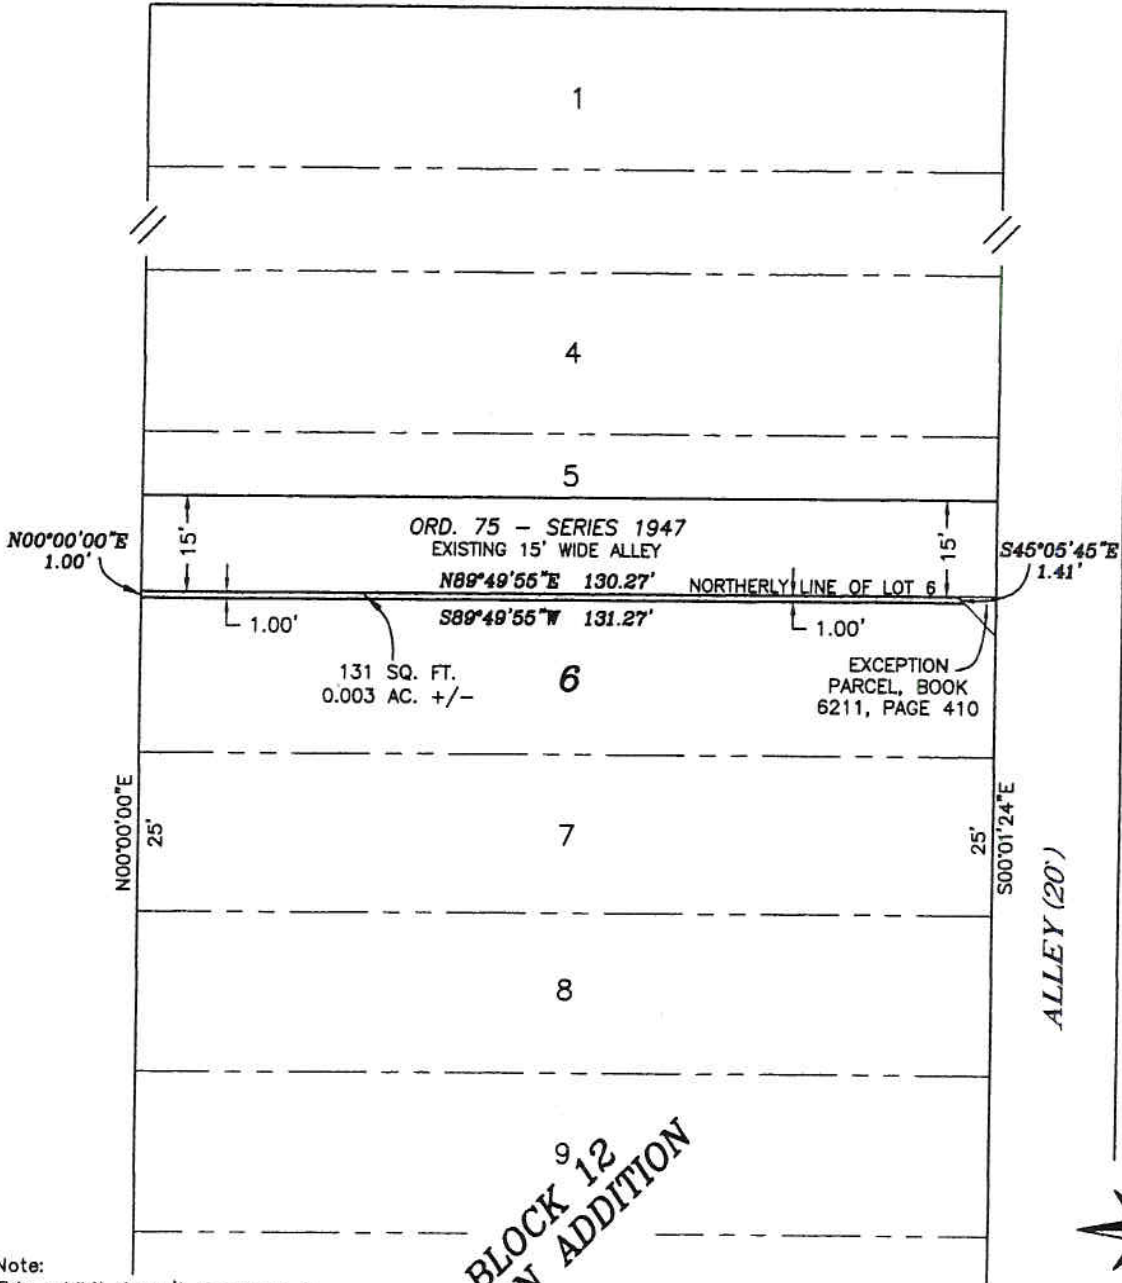 1
4
5
ORD. 75 – SERIES 1947
EXISTING 15' WIDE ALLEY
15'
15'
N00°00'00"E
1.00'
S45°05'45"E
1.41'
N89°49'55"E 130.27'
NORTHERLY LINE OF LOT 6
S89°49'55"W 131.27'
1.00'
1.00'
131 SQ. FT.
0.003 AC. +/-
6
EXCEPTION
PARCEL, BOOK
6211, PAGE 410
N00°00'00"E
25'
7
25'
S00°01'24"E
ALLEY (20')
8
9
BLOCK 12
ADDITION
Note: